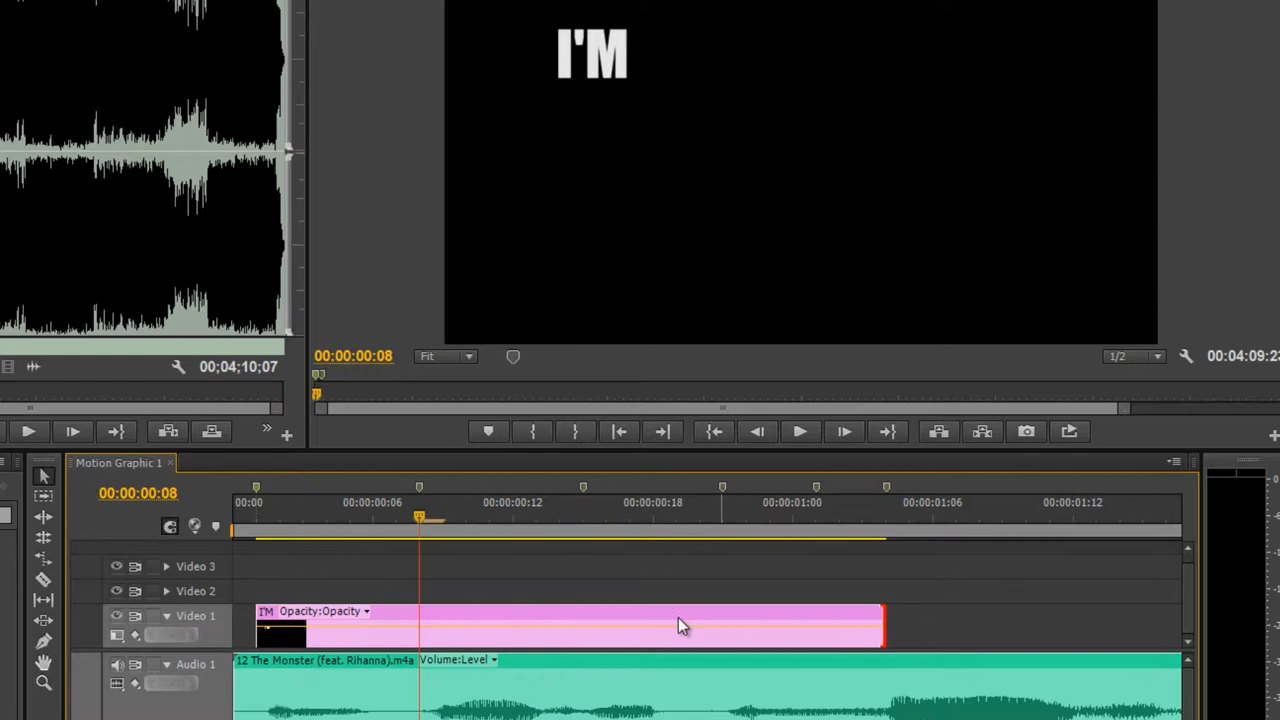 I'M
00:00:00:08
Fit
1/2
00:04:09:23
00;04;10;07
Motion Graphic 1
00:00:00:08
00:00
00:00:00:06
00:00:00:12
00:00:00:18
00:00:01:00
00:00:01:06
00:00:01:12
Video 3
Video 2
Video 1
I'M Opacity:Opacity
Audio 1
12 The Monster (feat. Rihanna).m4a Volume:Level